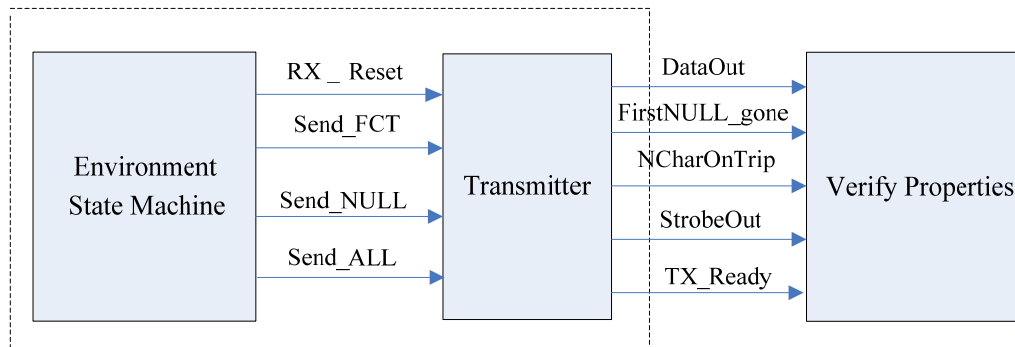 Environment
State Machine
RX _ Reset
Send_FCT
Send_NULL
Send_ALL
Transmitter
DataOut
FirstNULL_gone
NCharOnTrip
StrobeOut
TX_Ready
Verify Properties